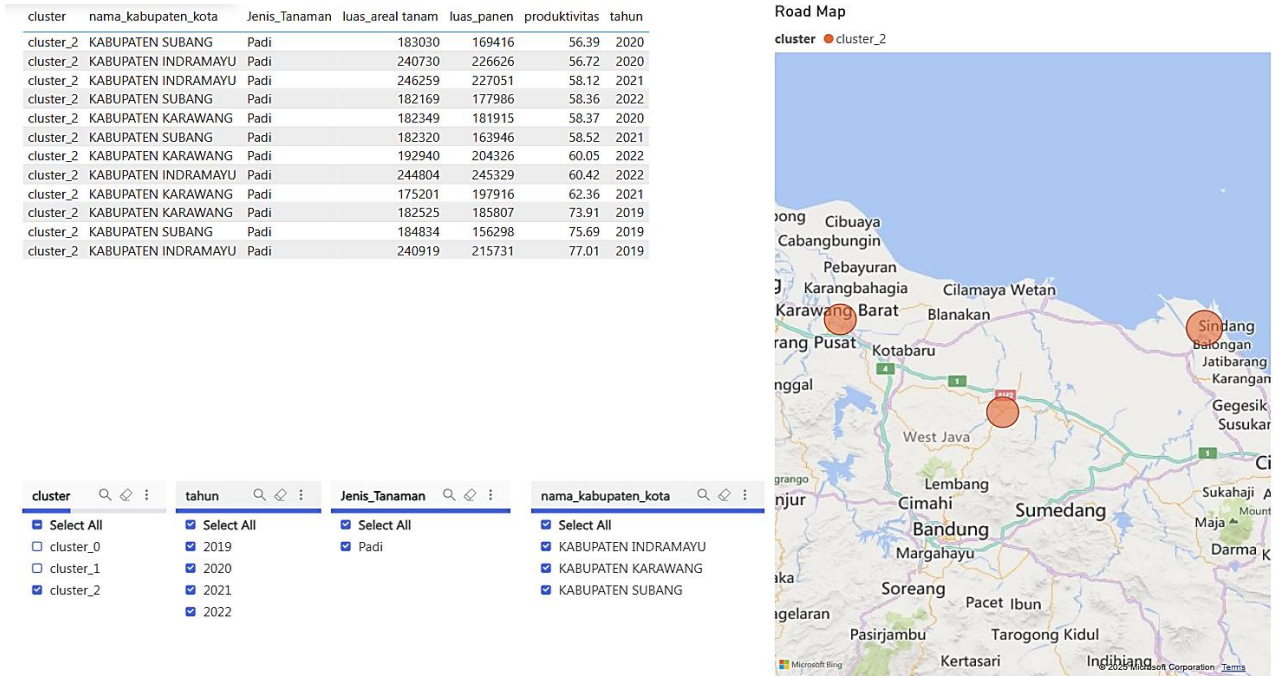 cluster nama_kabupaten_kota Jenis_Tanaman luas_areal tanam luas_panen produktivitas tahun
cluster_2 KABUPATEN SUBANG Padi 183030 169416 56.39 2020
cluster_2 KABUPATEN INDRAMAYU Padi 240730 226626 56.72 2020
cluster_2 KABUPATEN INDRAMAYU Padi 246259 227051 58.12 2021
cluster_2 KABUPATEN SUBANG Padi 182169 177986 58.36 2022
cluster_2 KABUPATEN KARAWANG Padi 182349 181915 58.37 2020
cluster_2 KABUPATEN SUBANG Padi 182320 163946 58.52 2021
cluster_2 KABUPATEN KARAWANG Padi 192940 204326 60.05 2022
cluster_2 KABUPATEN INDRAMAYU Padi 244804 245329 60.42 2022
cluster_2 KABUPATEN KARAWANG Padi 175201 197916 62.36 2021
cluster_2 KABUPATEN KARAWANG Padi 182525 185807 73.91 2019
cluster_2 KABUPATEN SUBANG Padi 184834 156298 75.69 2019
cluster_2 KABUPATEN INDRAMAYU Padi 240919 215731 77.01 2019
cluster
Select All
cluster_0
cluster_1
cluster_2
tahun
Select All
2019
2020
2021
2022
Jenis_Tanaman
Select All
Padi
nama_kabupaten_kota
Select All
KABUPATEN INDRAMAYU
KABUPATEN KARAWANG
KABUPATEN SUBANG
Road Map
cluster cluster_2
ong Cibuaya
Cabangbungin
Pebayuran
Karangbahagia
Cilamaya Wetan
Karawang Barat
Blanakan
Sindang
rang Pusat
Balongan
Kotabaru
Jatibarang
4
1
Karangam
nggal
Gegesik
Susukan
West Java
1
Ci
grango
Lembang
Sukahaji
njur
Cimahi
Sumedang
A
Mount
Bandung
Maja
Margahayu
Darma K
ka
Soreang
Pacet Ibun
agelaran
Pasirjambu
Tarogong Kidul
Kertasari
Indihiang
Microsoft Bing
© 2025 Microsoft Corporation Terms